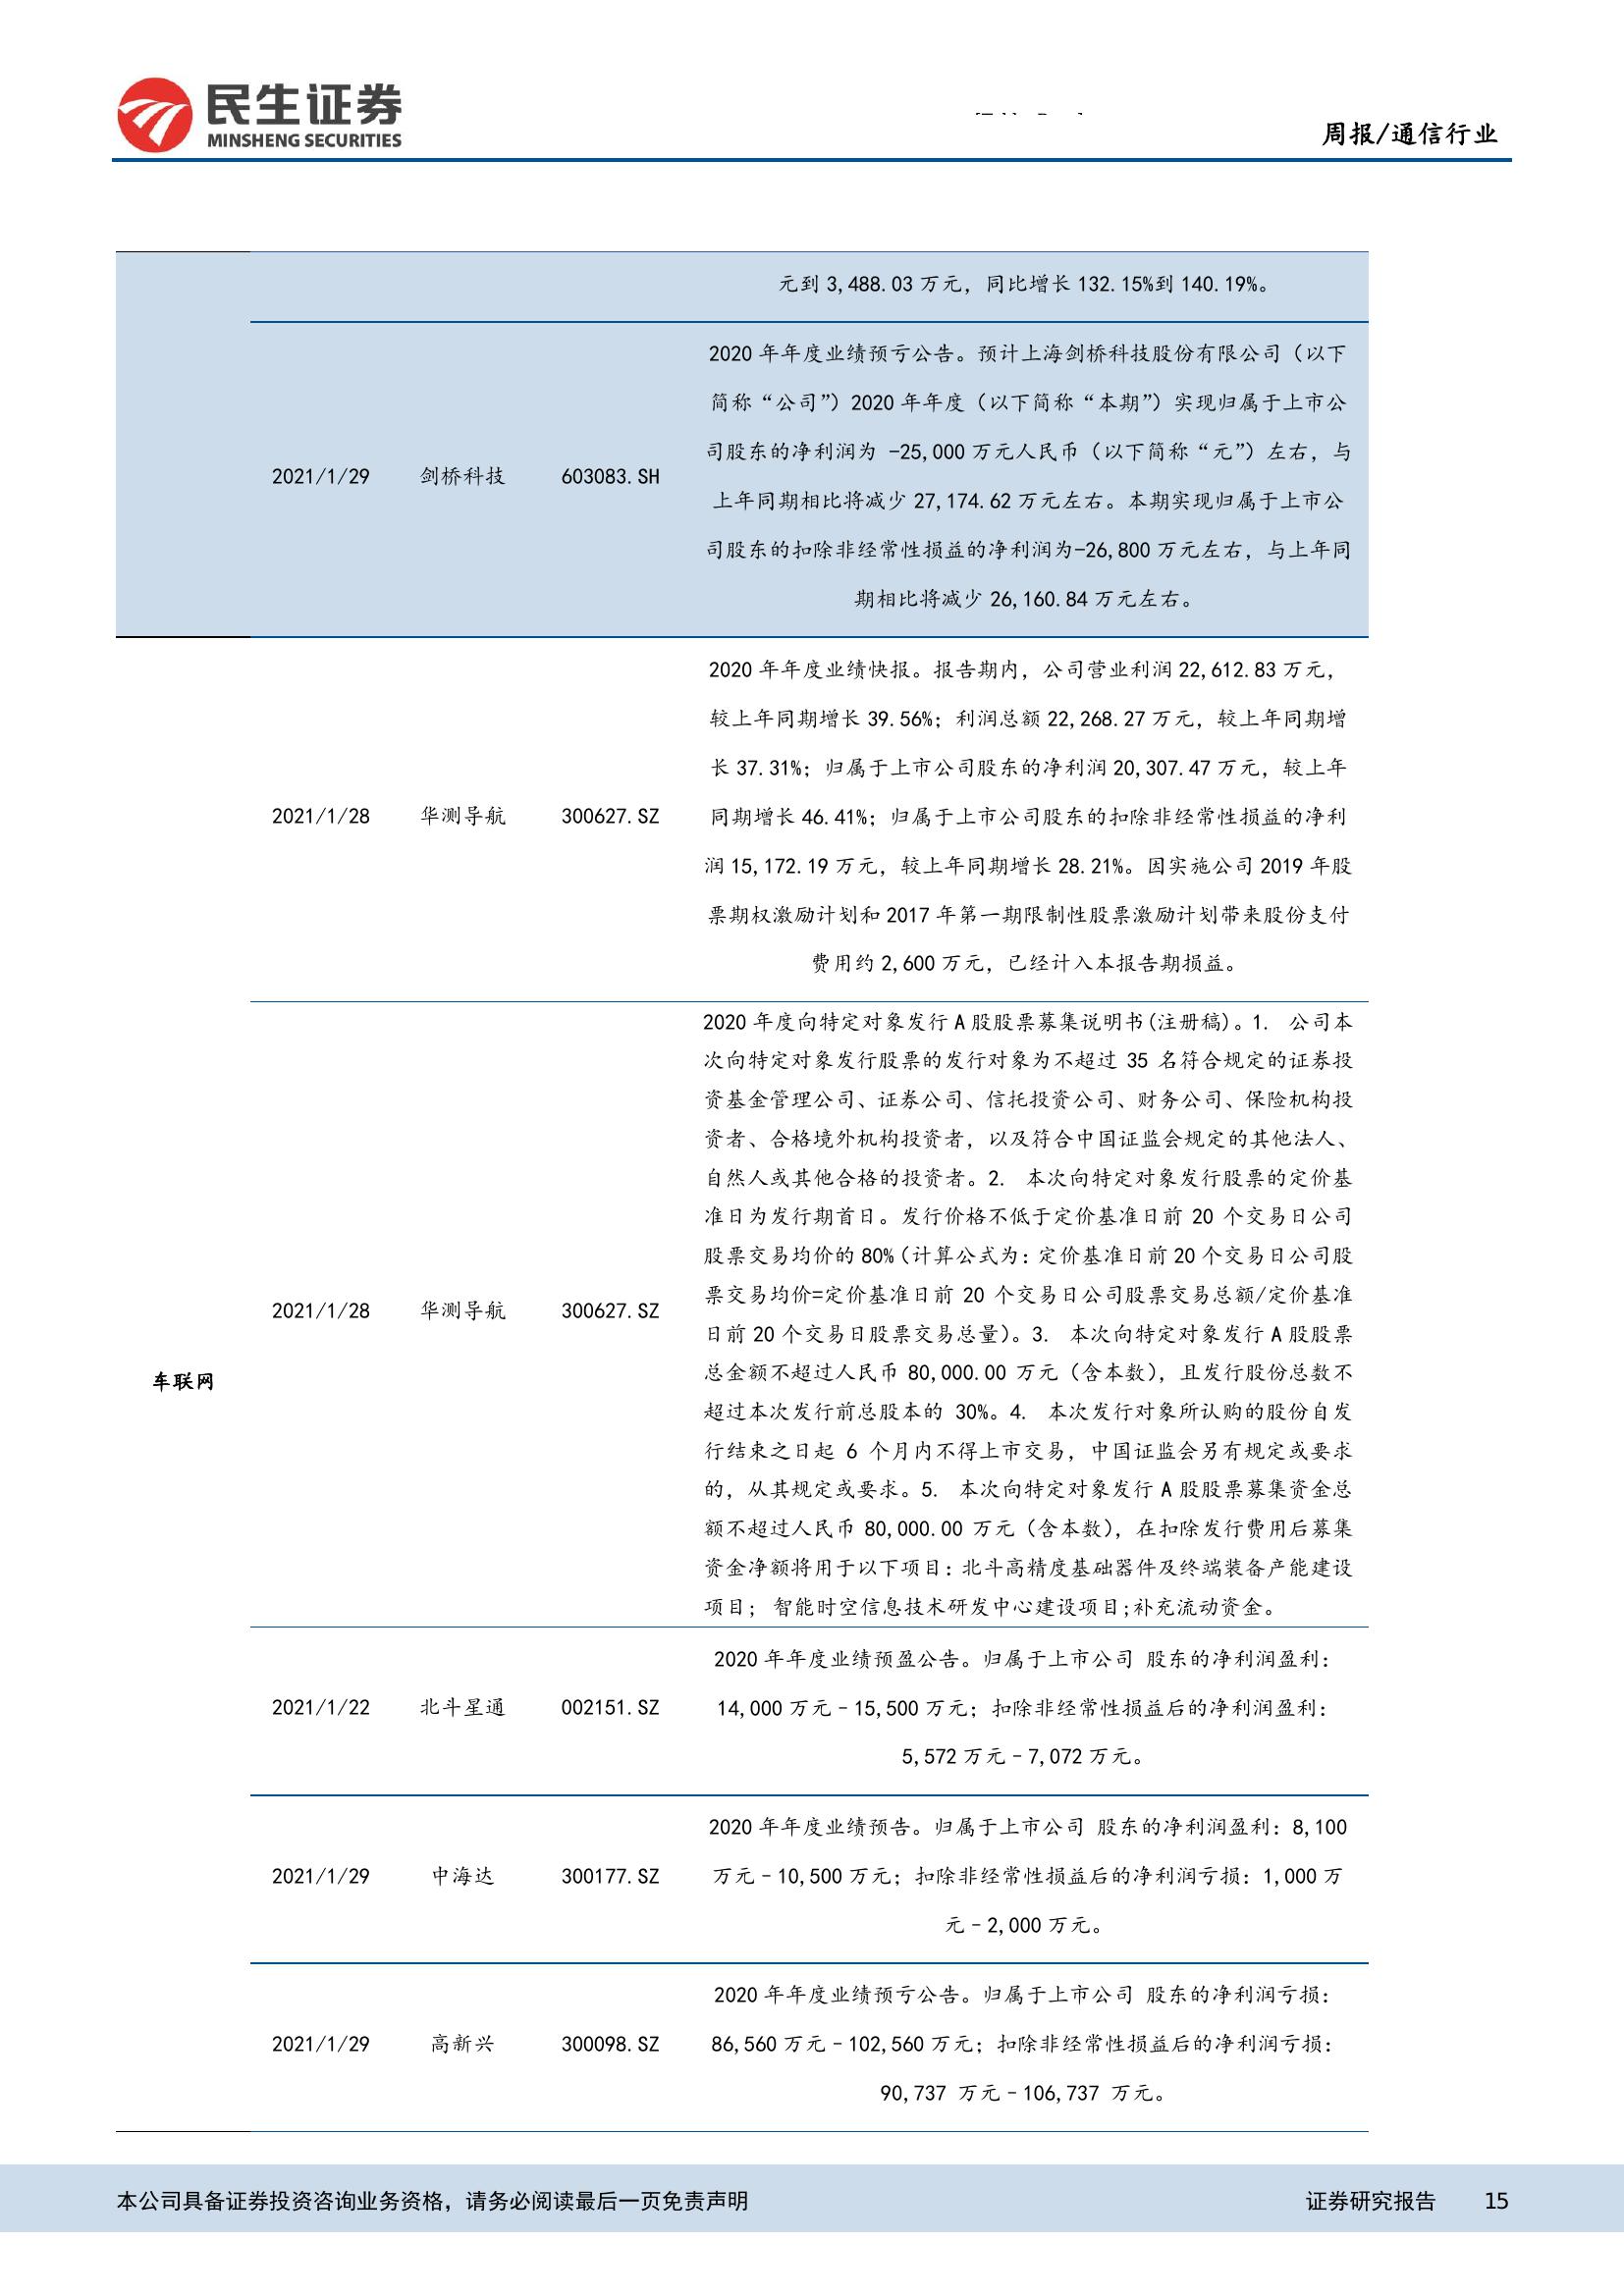 民生证券
MINSHENG SECURITIES
周报/通信行业
元到 3,488.03 万元，同比增长 132.15%到 140.19%。
2020 年年度业绩预亏公告。预计上海剑桥科技股份有限公司（以下
简称“公司”）2020 年年度（以下简称“本期”）实现归属于上市公
司股东的净利润为 -25,000 万元人民币（以下简称“元”）左右，与
2021/1/29 剑桥科技 603083.SH
上年同期相比将减少 27,174.62 万元左右。本期实现归属于上市公
司股东的扣除非经常性损益的净利润为-26,800 万元左右，与上年同
期相比将减少 26,160.84 万元左右。
2020 年年度业绩快报。报告期内，公司营业利润 22,612.83 万元，
较上年同期增长 39.56%；利润总额 22,268.27 万元，较上年同期增
长 37.31%；归属于上市公司股东的净利润 20,307.47 万元，较上年
2021/1/28 华测导航 300627.SZ 同期增长 46.41%；归属于上市公司股东的扣除非经常性损益的净利
润 15,172.19 万元，较上年同期增长 28.21%。因实施公司 2019 年股
票期权激励计划和 2017 年第一期限制性股票激励计划带来股份支付
费用约 2,600 万元，已经计入本报告期损益。
2020 年度向特定对象发行 A 股股票募集说明书(注册稿)。1. 公司本
次向特定对象发行股票的发行对象为不超过 35 名符合规定的证券投
资基金管理公司、证券公司、信托投资公司、财务公司、保险机构投
资者、合格境外机构投资者，以及符合中国证监会规定的其他法人、
自然人或其他合格的投资者。2. 本次向特定对象发行股票的定价基
准日为发行期首日。发行价格不低于定价基准日前 20 个交易日公司
股票交易均价的 80%（计算公式为：定价基准日前 20 个交易日公司股
票交易均价=定价基准日前 20 个交易日公司股票交易总额/定价基准
2021/1/28 华测导航 300627.SZ
日前 20 个交易日股票交易总量）。3. 本次向特定对象发行 A 股股票
总金额不超过人民币 80,000.00 万元（含本数），且发行股份总数不
车联网
超过本次发行前总股本的 30%。4. 本次发行对象所认购的股份自发
行结束之日起 6 个月内不得上市交易，中国证监会另有规定或要求
的，从其规定或要求。5. 本次向特定对象发行 A 股股票募集资金总
额不超过人民币 80,000.00 万元（含本数），在扣除发行费用后募集
资金净额将用于以下项目：北斗高精度基础器件及终端装备产能建设
项目； 智能时空信息技术研发中心建设项目;补充流动资金。
2020 年年度业绩预盈公告。归属于上市公司 股东的净利润盈利：
2021/1/22 北斗星通 002151.SZ 14,000 万元–15,500 万元；扣除非经常性损益后的净利润盈利：
5,572 万元–7,072 万元。
2020 年年度业绩预告。归属于上市公司 股东的净利润盈利：8,100
2021/1/29 中海达 300177.SZ 万元–10,500 万元；扣除非经常性损益后的净利润亏损：1,000 万
元–2,000 万元。
2020 年年度业绩预亏公告。归属于上市公司 股东的净利润亏损：
2021/1/29 高新兴 300098.SZ 86,560 万元–102,560 万元；扣除非经常性损益后的净利润亏损：
90,737 万元–106,737 万元。
本公司具备证券投资咨询业务资格，请务必阅读最后一页免责声明 证券研究报告 15